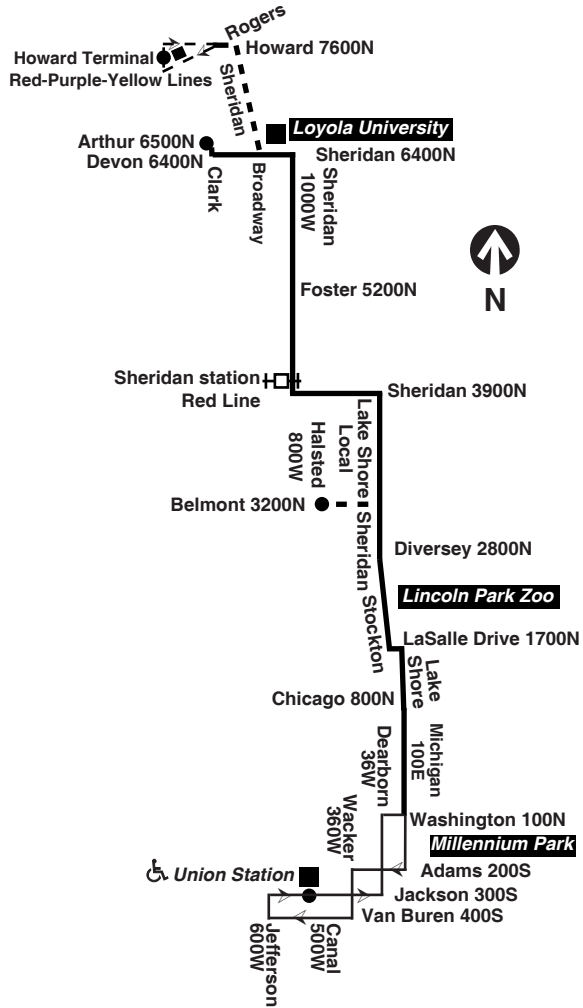 Rogers
Howard 7600N
Howard Terminal
Red-Purple-Yellow Lines
Sheridan
Loyola University
Arthur 6500N
Devon 6400N
Sheridan 6400N
Clark
Broadway
Sheridan
1000W
N
Foster 5200N
Sheridan station
Red Line
Sheridan 3900N
Lake Shore
Local
Halsted
800W
Belmont 3200N
Sheridan
Diversey 2800N
Stockton
Lincoln Park Zoo
LaSalle Drive 1700N
Lake
Shore
Chicago 800N
Michigan
100E
Dearborn
36W
Wacker
360W
Washington 100N
Millennium Park
Adams 200S
Union Station
Jackson 300S
Van Buren 400S
Canal
500W
Jefferson
600W